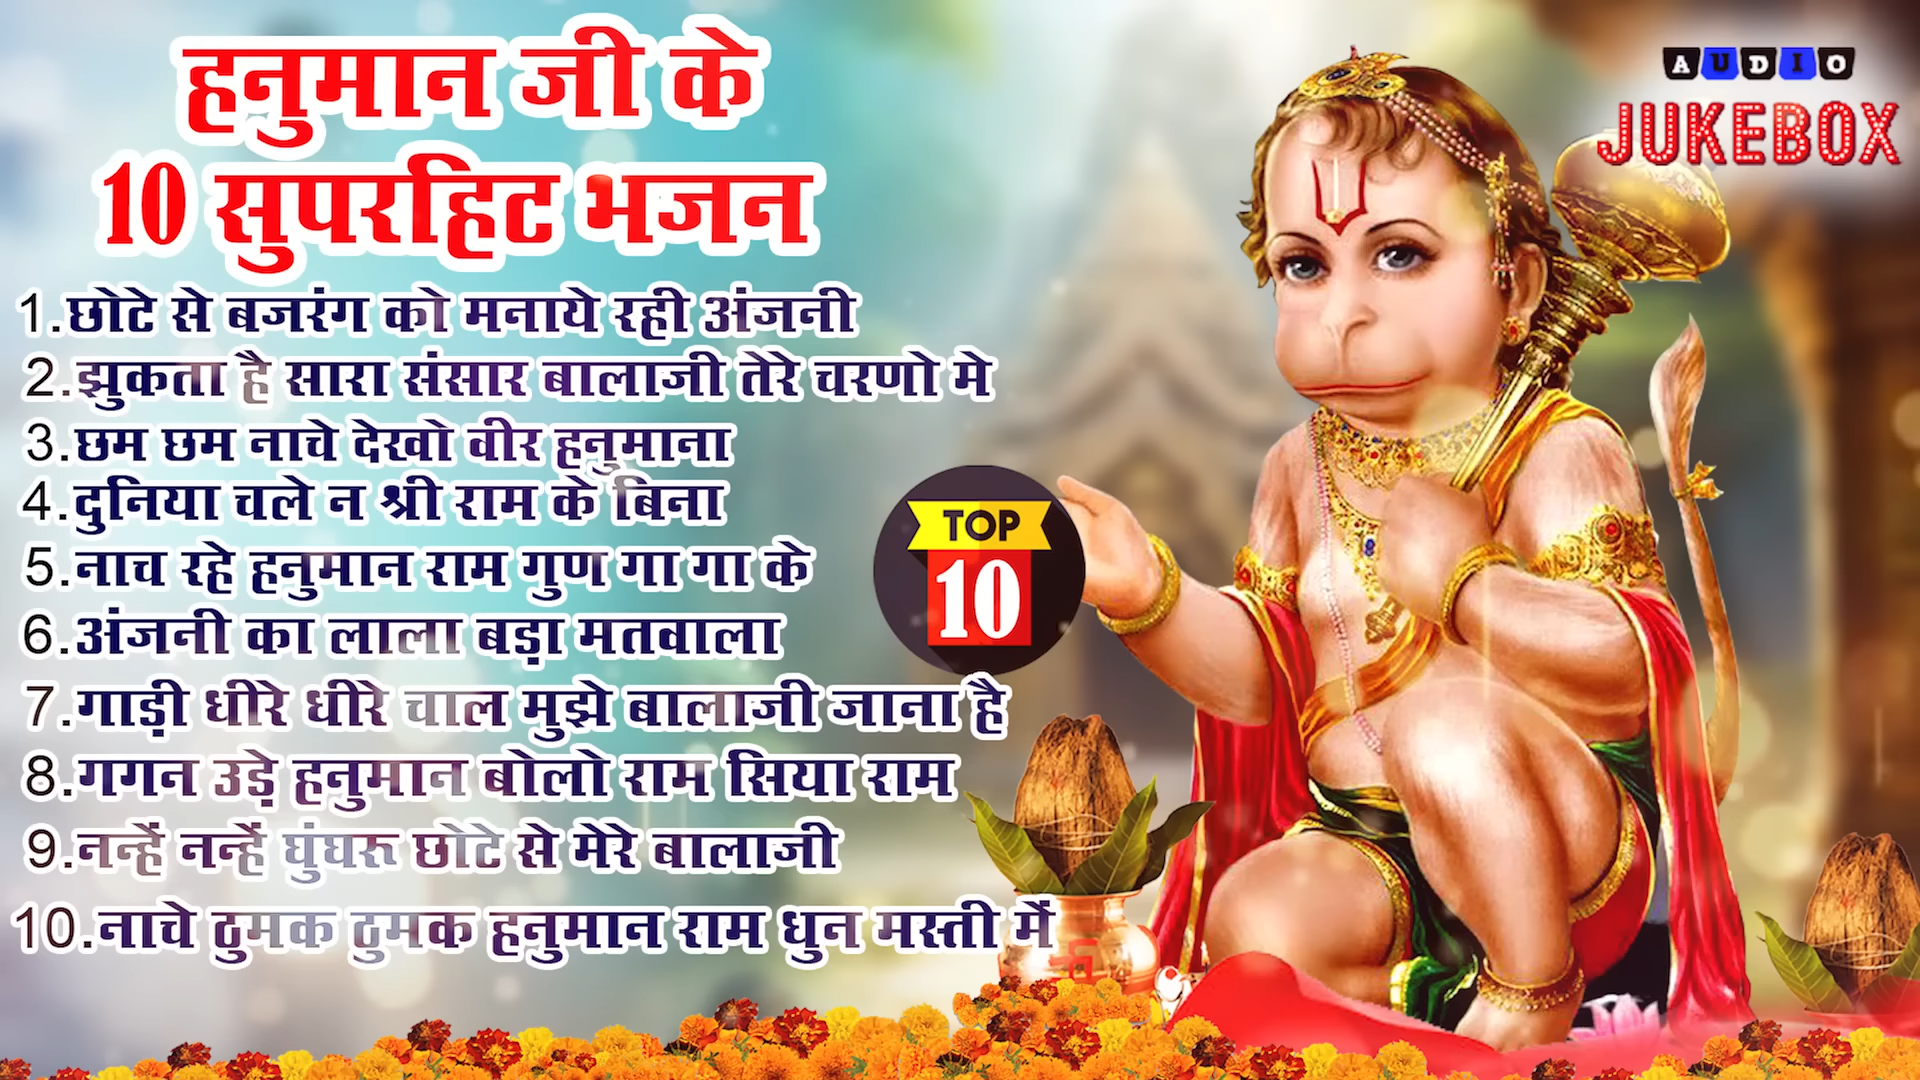 हनुमान जी के
10 सुपरहिट भजन
AUDIO
JUKEBOX
1.छोटे से बजरंग को मनाये रही अंजनी
2.झुकता है सारा संसार बालाजी तेरे चरणो मे
3.छम छम नाचे देखो वीर हनुमाना
4.दुनिया चले न श्री राम के बिना
5.नाच रहे हनुमान राम गुण गा गा के
6.अंजनी का लाला बड़ा मतवाला
7.गाड़ी धीरे धीरे चाल मुझे बालाजी जाना है
8.गगन उड़े हनुमान बोलो राम सिया राम
9.नन्हें नन्हें घुंघरू छोटे से मेरे बालाजी
10.नाचे ठुमक ठुमक हनुमान राम धुन मस्ती में
TOP
10